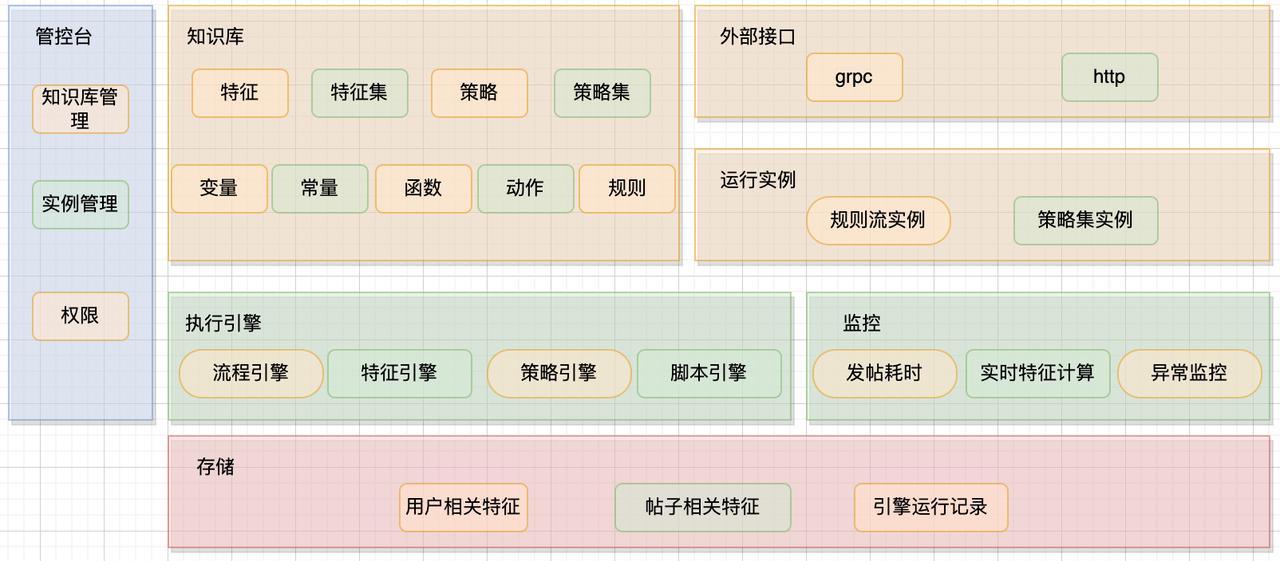 管控台
知识库管
理
实例管理
权限
知识库
特征
特征集
策略
策略集
变量
常量
函数
动作
规则
外部接口
grpc
http
运行实例
规则流实例
策略集实例
执行引擎
流程引擎
特征引擎
策略引擎
脚本引擎
监控
发帖耗时
实时特征计算
异常监控
存储
用户相关特征
帖子相关特征
引擎运行记录